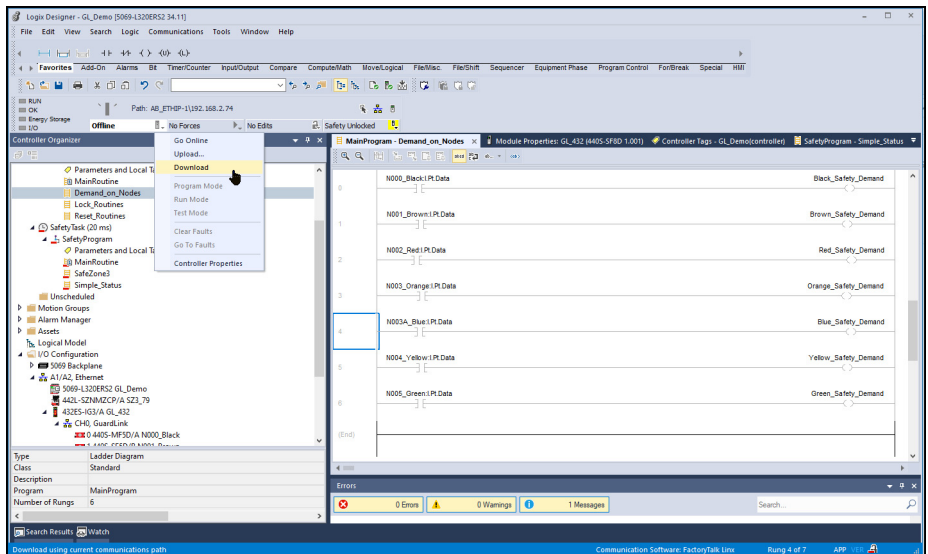 Logix Designer - GL_Demo [5069-L320ERS2 34.11]
File Edit View Search Logic Communications Tools Window Help
Favorites Add-On Alarms Bit Timer/Counter Input/Output Compare Compute/Math Move/Logical File/Misc. File/Shift Sequencer Equipment Phase Program Control For/Break Special HMI
RUN
OK
Energy Storage
I/O
Path: AB_ETHIP-1\192.168.2.74
Offline No Forces No Edits Safety Unlocked
Controller Organizer
Go Online
Upload...
Download
Program Mode
Run Mode
Test Mode
Clear Faults
Go To Faults
Controller Properties
Parameters and Local Ta
MainRoutine
Demand_on_Nodes
Lock_Routines
Reset_Routines
SafetyTask (20 ms)
SafetyProgram
Parameters and Local Ta
MainRoutine
SafeZone3
Simple_Status
Unscheduled
Motion Groups
Alarm Manager
Assets
Logical Model
I/O Configuration
5069 Backplane
A1/A2, Ethernet
5069-L320ERS2 GL_Demo
442L-SZNMZCP/A SZ3_79
432ES-IG3/A GL_432
CH0, GuardLink
0 440S-MF5D/A N000_Black
Type Ladder Diagram
Class Standard
Description
Program MainProgram
Number of Rungs 6
Search Results Watch
MainProgram - Demand_on_Nodes Module Properties: GL_432 (440S-SF8D 1.001) Controller Tags - GL_Demo(controller) SafetyProgram - Simple_Status
0 N000_Black:I.Pt.Data Black_Safety_Demand
1 N001_Brown:I.Pt.Data Brown_Safety_Demand
2 N002_Red:I.Pt.Data Red_Safety_Demand
3 N003_Orange:I.Pt.Data Orange_Safety_Demand
4 N003A_Blue:I.Pt.Data Blue_Safety_Demand
5 N004_Yellow:I.Pt.Data Yellow_Safety_Demand
6 N005_Green:I.Pt.Data Green_Safety_Demand
(End)
Errors
0 Errors 0 Warnings 1 Messages Search...
Download using current communications path Communication Software: FactoryTalk Linx Rung 4 of 7 APP VER